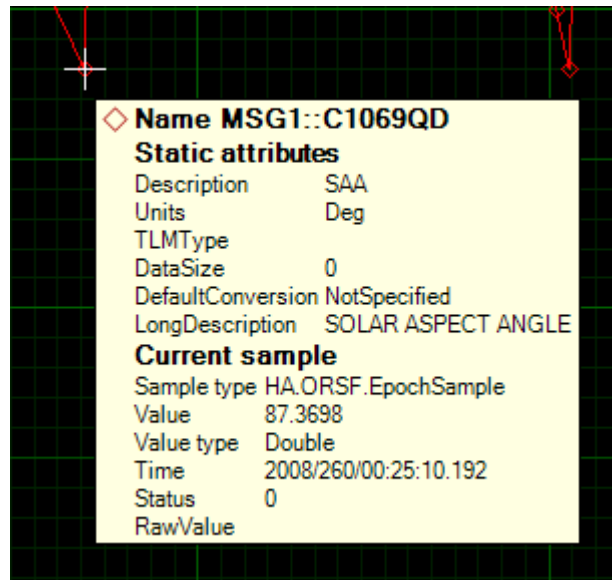 Name MSG1::C1069QD
Static attributes
Description SAA
Units Deg
TLMType
DataSize 0
DefaultConversion NotSpecified
LongDescription SOLAR ASPECT ANGLE
Current sample
Sample type HA.ORSF.EpochSample
Value 87.3698
Value type Double
Time 2008/260/00:25:10.192
Status 0
RawValue